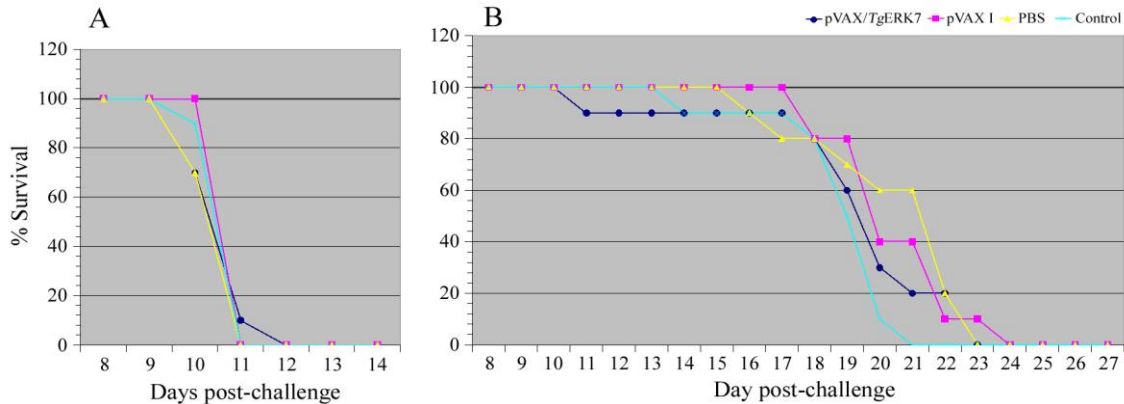 A
% Survival
120
100
80
60
40
20
0
8 9 10 11 12 13 14
Days post-challenge
B
pVAX/TgERK7 pVAX I PBS Control
120
100
80
60
40
20
0
8 9 10 11 12 13 14 15 16 17 18 19 20 21 22 23 24 25 26 27
Day post-challenge